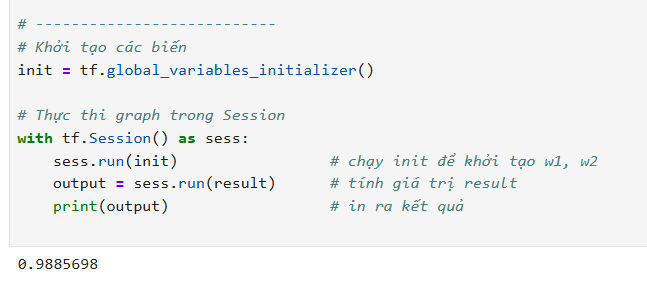 # ---------------------------
# Khởi tạo các biến
init = tf.global_variables_initializer()
# Thực thi graph trong Session
with tf.Session() as sess:
    sess.run(init)                 # chạy init để khởi tạo w1, w2
    output = sess.run(result)      # tính giá trị result
    print(output)                  # in ra kết quả
0.9885698